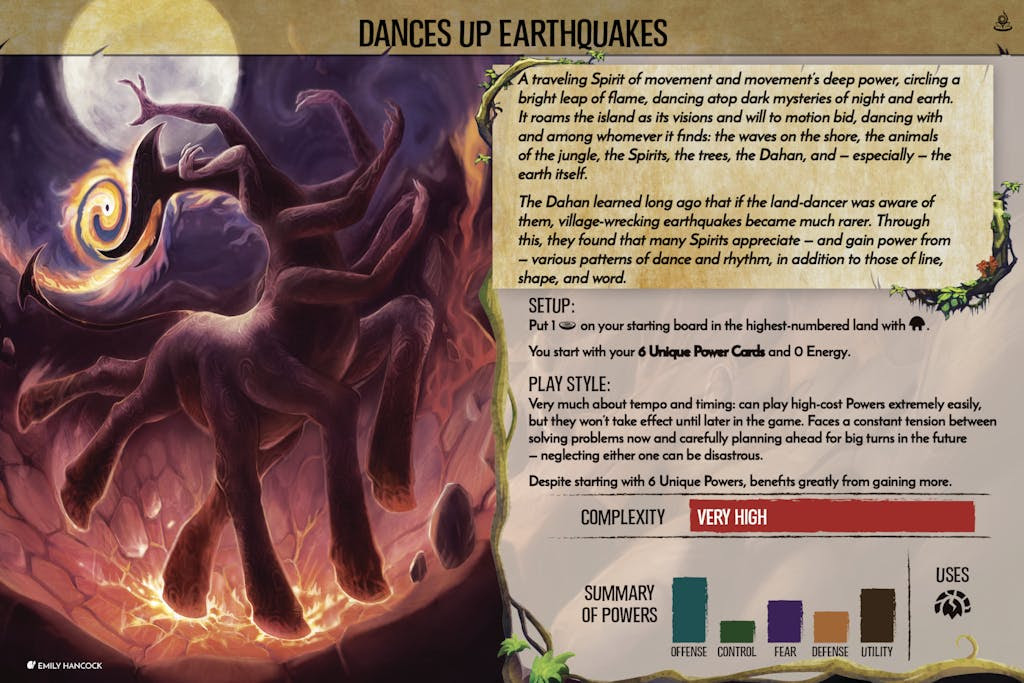 DANCES UP EARTHQUAKES
A traveling Spirit of movement and movement's deep power, circling a
bright leap of flame, dancing atop dark mysteries of night and earth.
It roams the island as its visions and will to motion bid, dancing with
and among whomever it finds: the waves on the shore, the animals
of the jungle, the Spirits, the trees, the Dahan, and – especially – the
earth itself.
The Dahan learned long ago that if the land-dancer was aware of
them, village-wrecking earthquakes became much rarer. Through
this, they found that many Spirits appreciate – and gain power from
– various patterns of dance and rhythm, in addition to those of line,
shape, and word.
SETUP:
Put 1 on your starting board in the highest-numbered land with .
You start with your 6 Unique Power Cards and 0 Energy.
PLAY STYLE:
Very much about tempo and timing: can play high-cost Powers extremely easily,
but they won't take effect until later in the game. Faces a constant tension between
solving problems now and carefully planning ahead for big turns in the future
– neglecting either one can be disastrous.
Despite starting with 6 Unique Powers, benefits greatly from gaining more.
COMPLEXITY VERY HIGH
SUMMARY
OF POWERS
OFFENSE CONTROL FEAR DEFENSE UTILITY
USES
EMILY HANCOCK